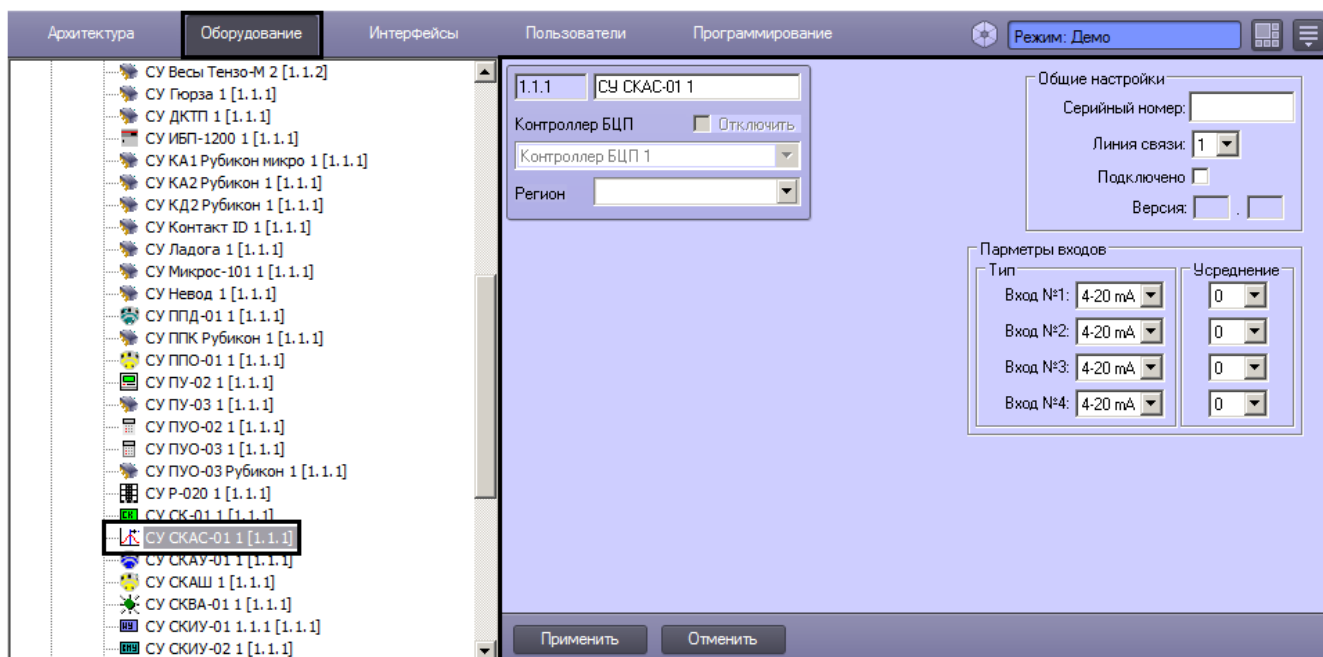 Архитектура Оборудование Интерфейсы Пользователи Программирование Режим: Демо
СУ Весы Тензо-М 2 [1.1.2]
СУ Гюрза 1 [1.1.1]
СУ ДКТП 1 [1.1.1]
СУ ИБП-1200 1 [1.1.1]
СУ КА1 Рубикон микро 1 [1.1.1]
СУ КА2 Рубикон 1 [1.1.1]
СУ КД2 Рубикон 1 [1.1.1]
СУ Контакт ID 1 [1.1.1]
СУ Ладога 1 [1.1.1]
СУ Микрос-101 1 [1.1.1]
СУ Невод 1 [1.1.1]
СУ ППД-01 1 [1.1.1]
СУ ППК Рубикон 1 [1.1.1]
СУ ППО-01 1 [1.1.1]
СУ ПУ-02 1 [1.1.1]
СУ ПУ-03 1 [1.1.1]
СУ ПУО-02 1 [1.1.1]
СУ ПУО-03 1 [1.1.1]
СУ ПУО-03 Рубикон 1 [1.1.1]
СУ Р-020 1 [1.1.1]
СК СУ СК-01 1 [1.1.1]
СУ СКАС-01 1 [1.1.1]
СУ СКАУ-01 1 [1.1.1]
СУ СКАШ 1 [1.1.1]
СУ СКВА-01 1 [1.1.1]
СУ СКИУ-01 1.1.1 [1.1.1]
СУ СКИУ-02 1 [1.1.1]
1.1.1 СУ СКАС-01 1
Контроллер БЦП Отключить
Контроллер БЦП 1
Регион
Общие настройки
Серийный номер:
Линия связи: 1
Подключено
Версия: .
Парметры входов
Тип Усреднение
Вход №1: 4-20 mA 0
Вход №2: 4-20 mA 0
Вход №3: 4-20 mA 0
Вход №4: 4-20 mA 0
Применить Отменить